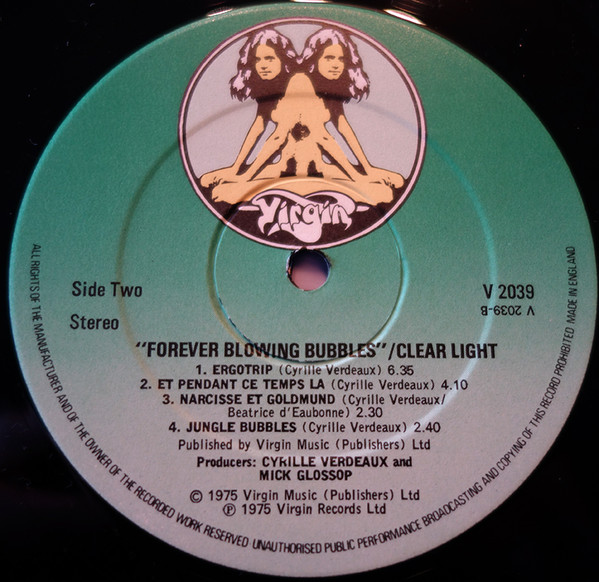 Virgin
Side Two
Stereo
V 2039
V 2039-B
"FOREVER BLOWING BUBBLES"/CLEAR LIGHT
1. ERGOTRIP (Cyrille Verdeaux) 6.35
2. ET PENDANT CE TEMPS LA (Cyrille Verdeaux) 4.10
3. NARCISSE ET GOLDMUND (Cyrille Verdeaux/
Beatrice d'Eaubonne) 2.30
4. JUNGLE BUBBLES (Cyrille Verdeaux) 2.40
Published by Virgin Music (Publishers) Ltd
Producers: CYRILLE VERDEAUX and
MICK GLOSSOP
© 1975 Virgin Music (Publishers) Ltd
℗ 1975 Virgin Records Ltd
ALL RIGHTS OF THE MANUFACTURER AND OF THE OWNER OF THE RECORDED WORK RESERVED UNAUTHORISED PUBLIC PERFORMANCE BROADCASTING AND COPYING OF THIS RECORD PROHIBITED MADE IN ENGLAND